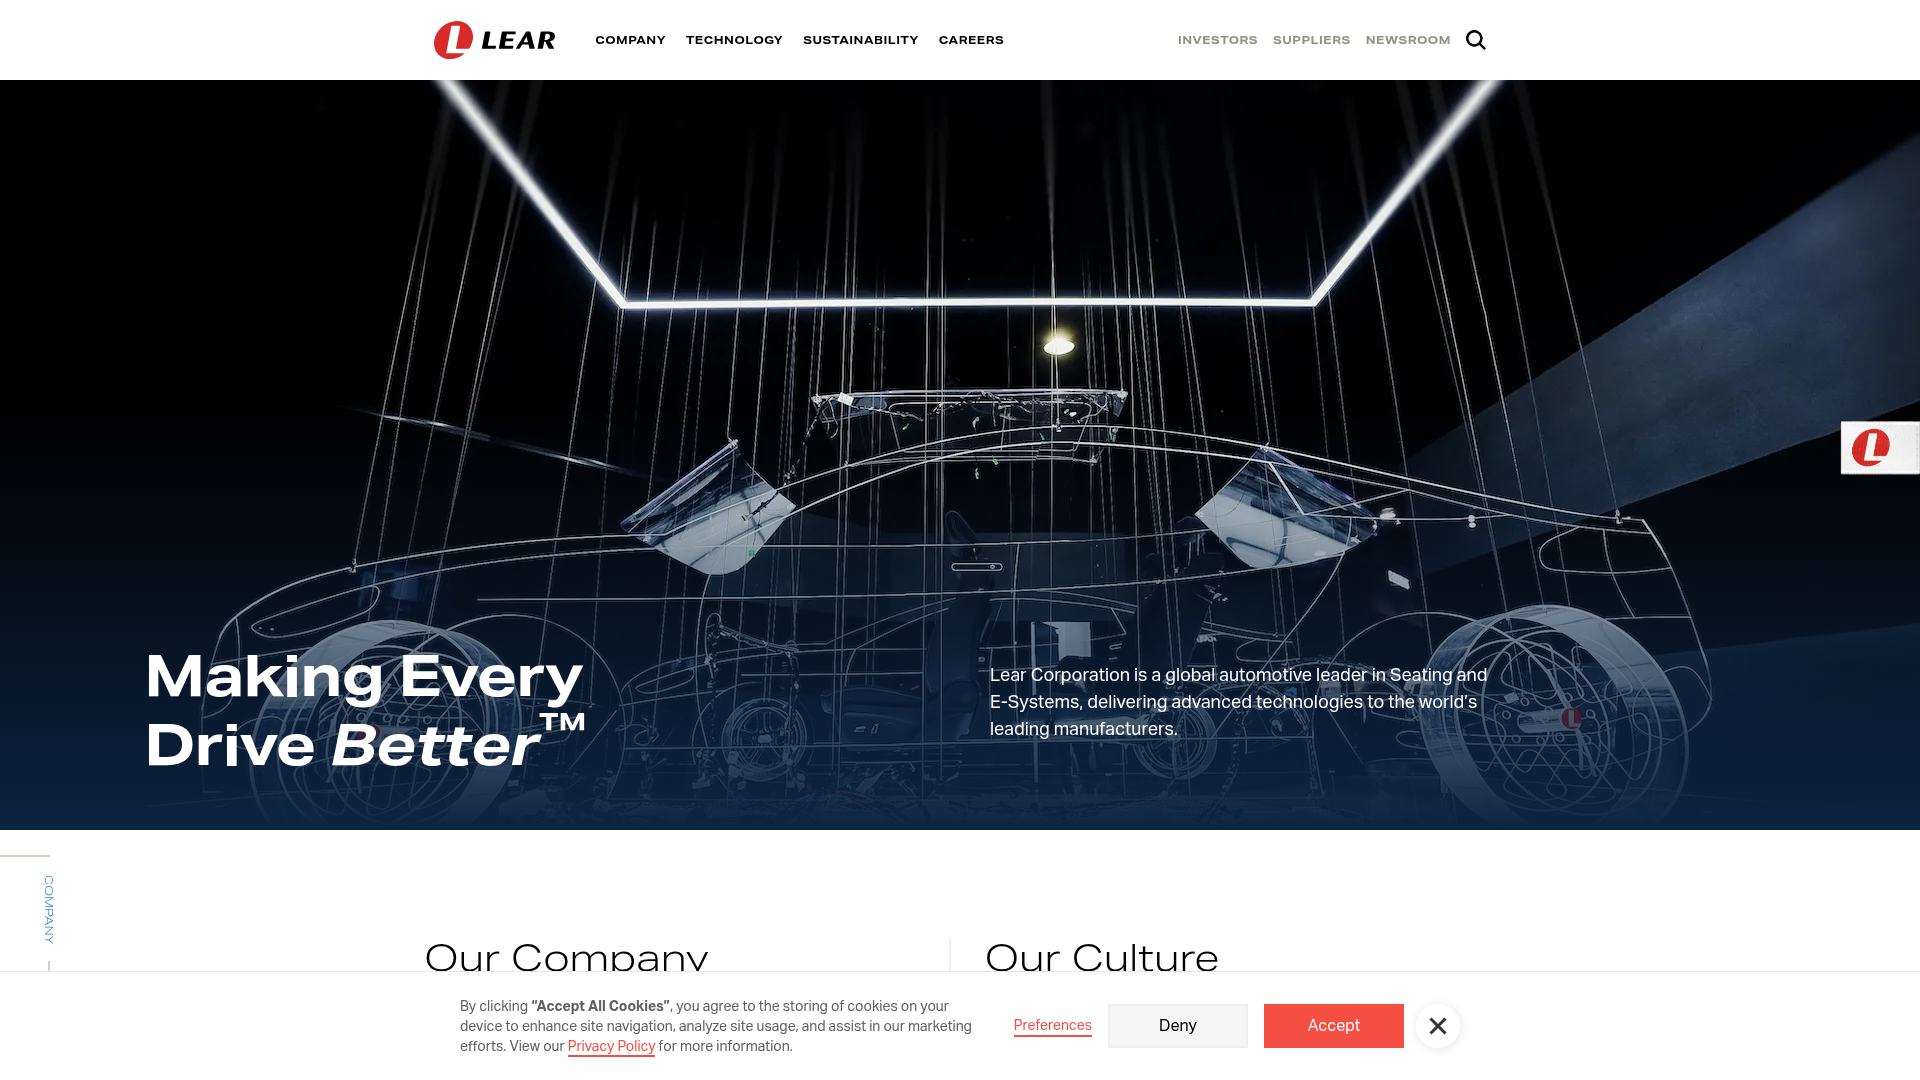 LEAR
COMPANY TECHNOLOGY SUSTAINABILITY CAREERS
INVESTORS SUPPLIERS NEWSROOM
Making Every
Drive Better™
Lear Corporation is a global automotive leader in Seating and
E-Systems, delivering advanced technologies to the world’s
leading manufacturers.
COMPANY
Our Company
Our Culture
By clicking “Accept All Cookies”, you agree to the storing of cookies on your
device to enhance site navigation, analyze site usage, and assist in our marketing
efforts. View our Privacy Policy for more information.
Preferences
Deny
Accept